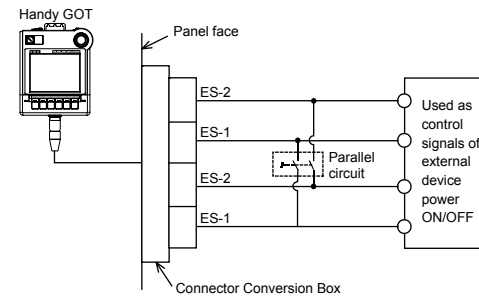 Handy GOT
Panel face
ES-2
ES-1
Parallel
circuit
ES-2
ES-1
Used as
control
signals of
external
device
power
ON/OFF
Connector Conversion Box